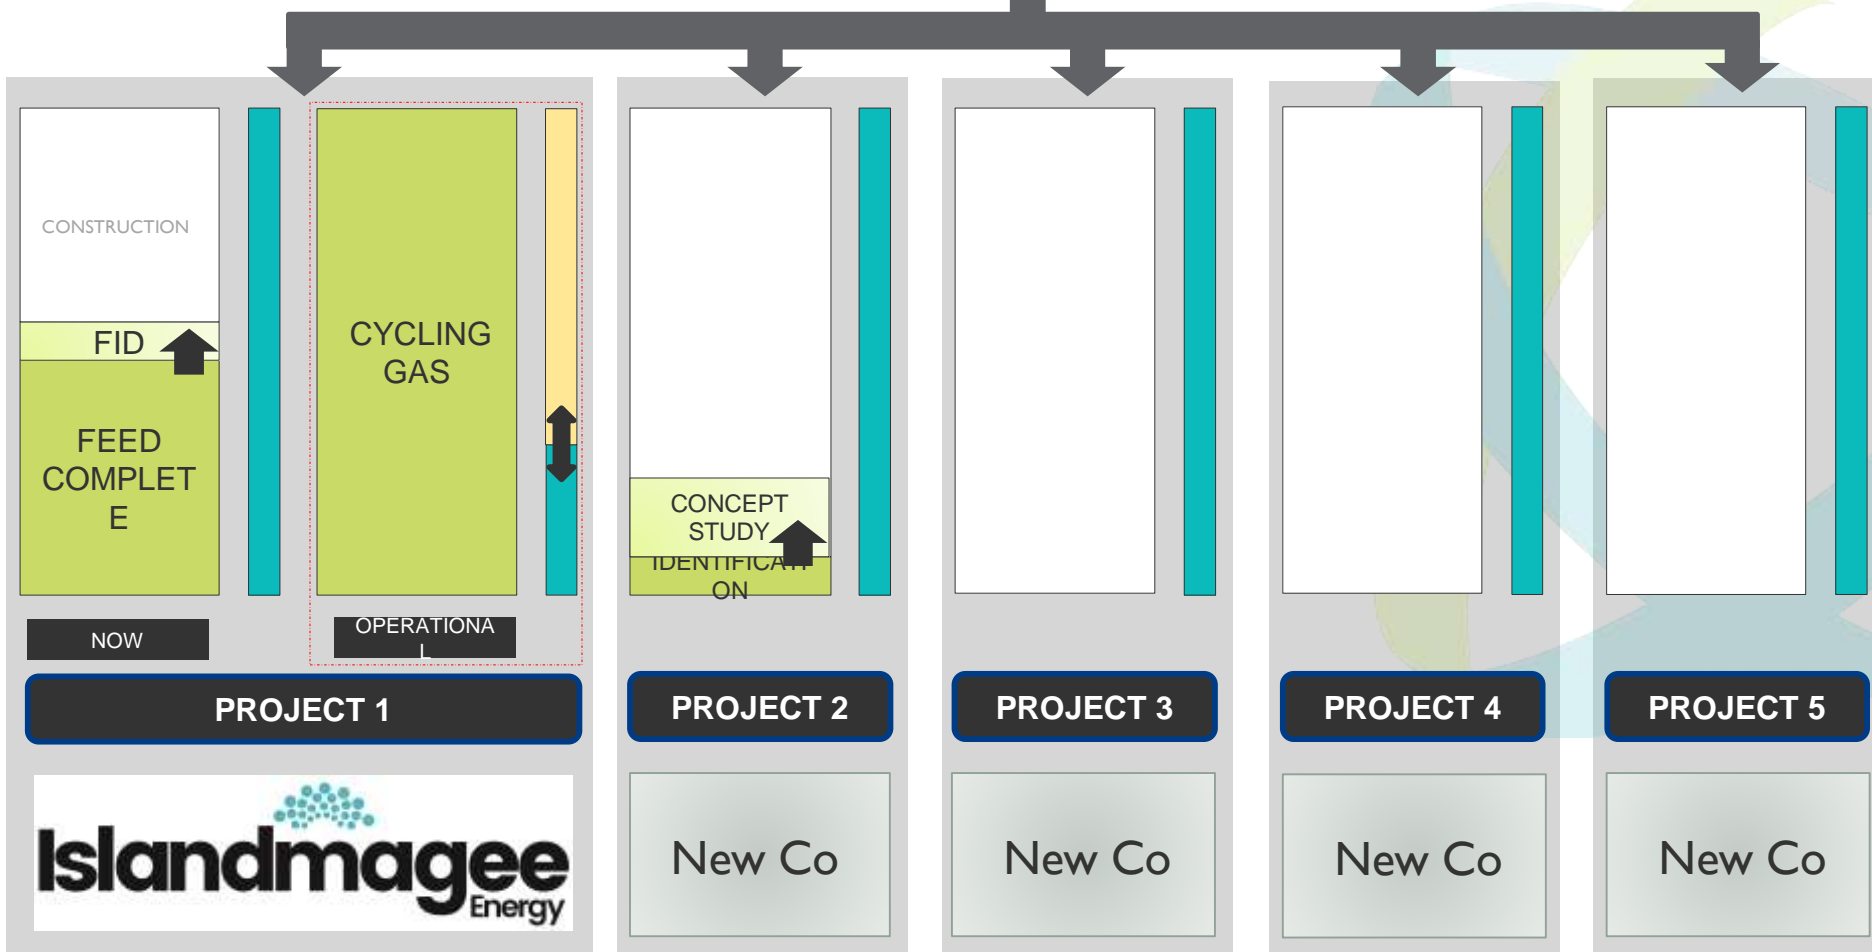 CONSTRUCTION
FID
FEED
COMPLET
E
NOW
CYCLING
GAS
OPERATIONA
L
PROJECT 1
Islandmagee
Energy
CONCEPT
STUDY
IDENTIFICATI
ON
PROJECT 2
New Co
PROJECT 3
New Co
PROJECT 4
New Co
PROJECT 5
New Co